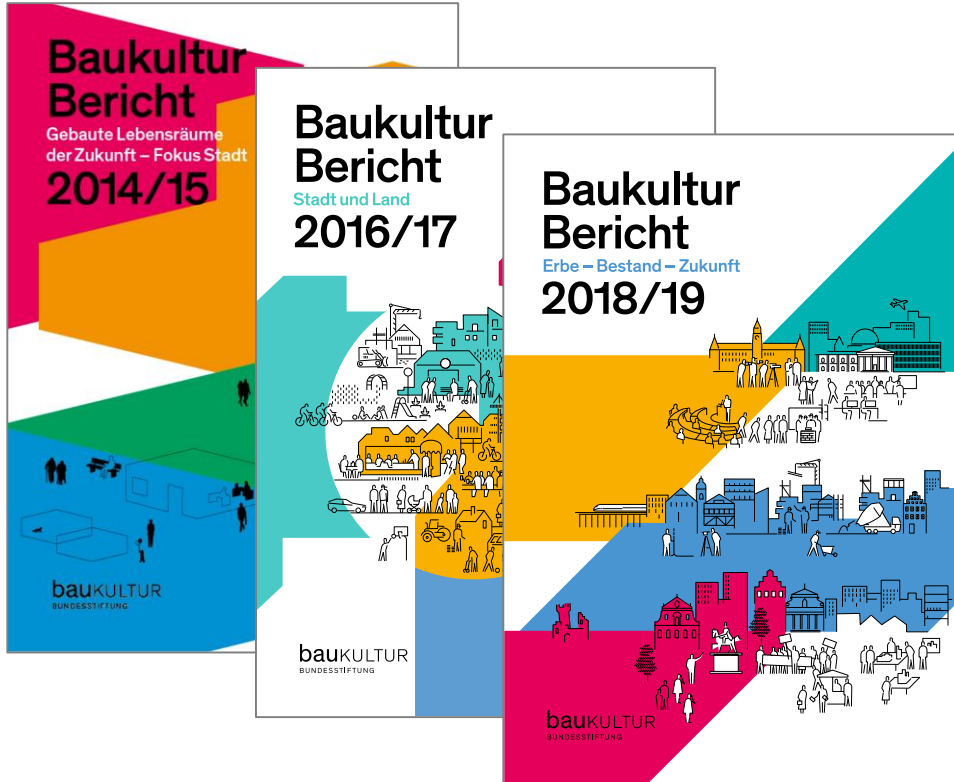 Baukultur
Bericht
Gebaute Lebensräume
der Zukunft – Fokus Stadt
2014/15
bauKULTUR
BUNDESSTIFTUNG
Baukultur
Bericht
Stadt und Land
2016/17
bauKULTUR
BUNDESSTIFTUNG
Baukultur
Bericht
Erbe – Bestand – Zukunft
2018/19
bauKULTUR
BUNDESSTIFTUNG